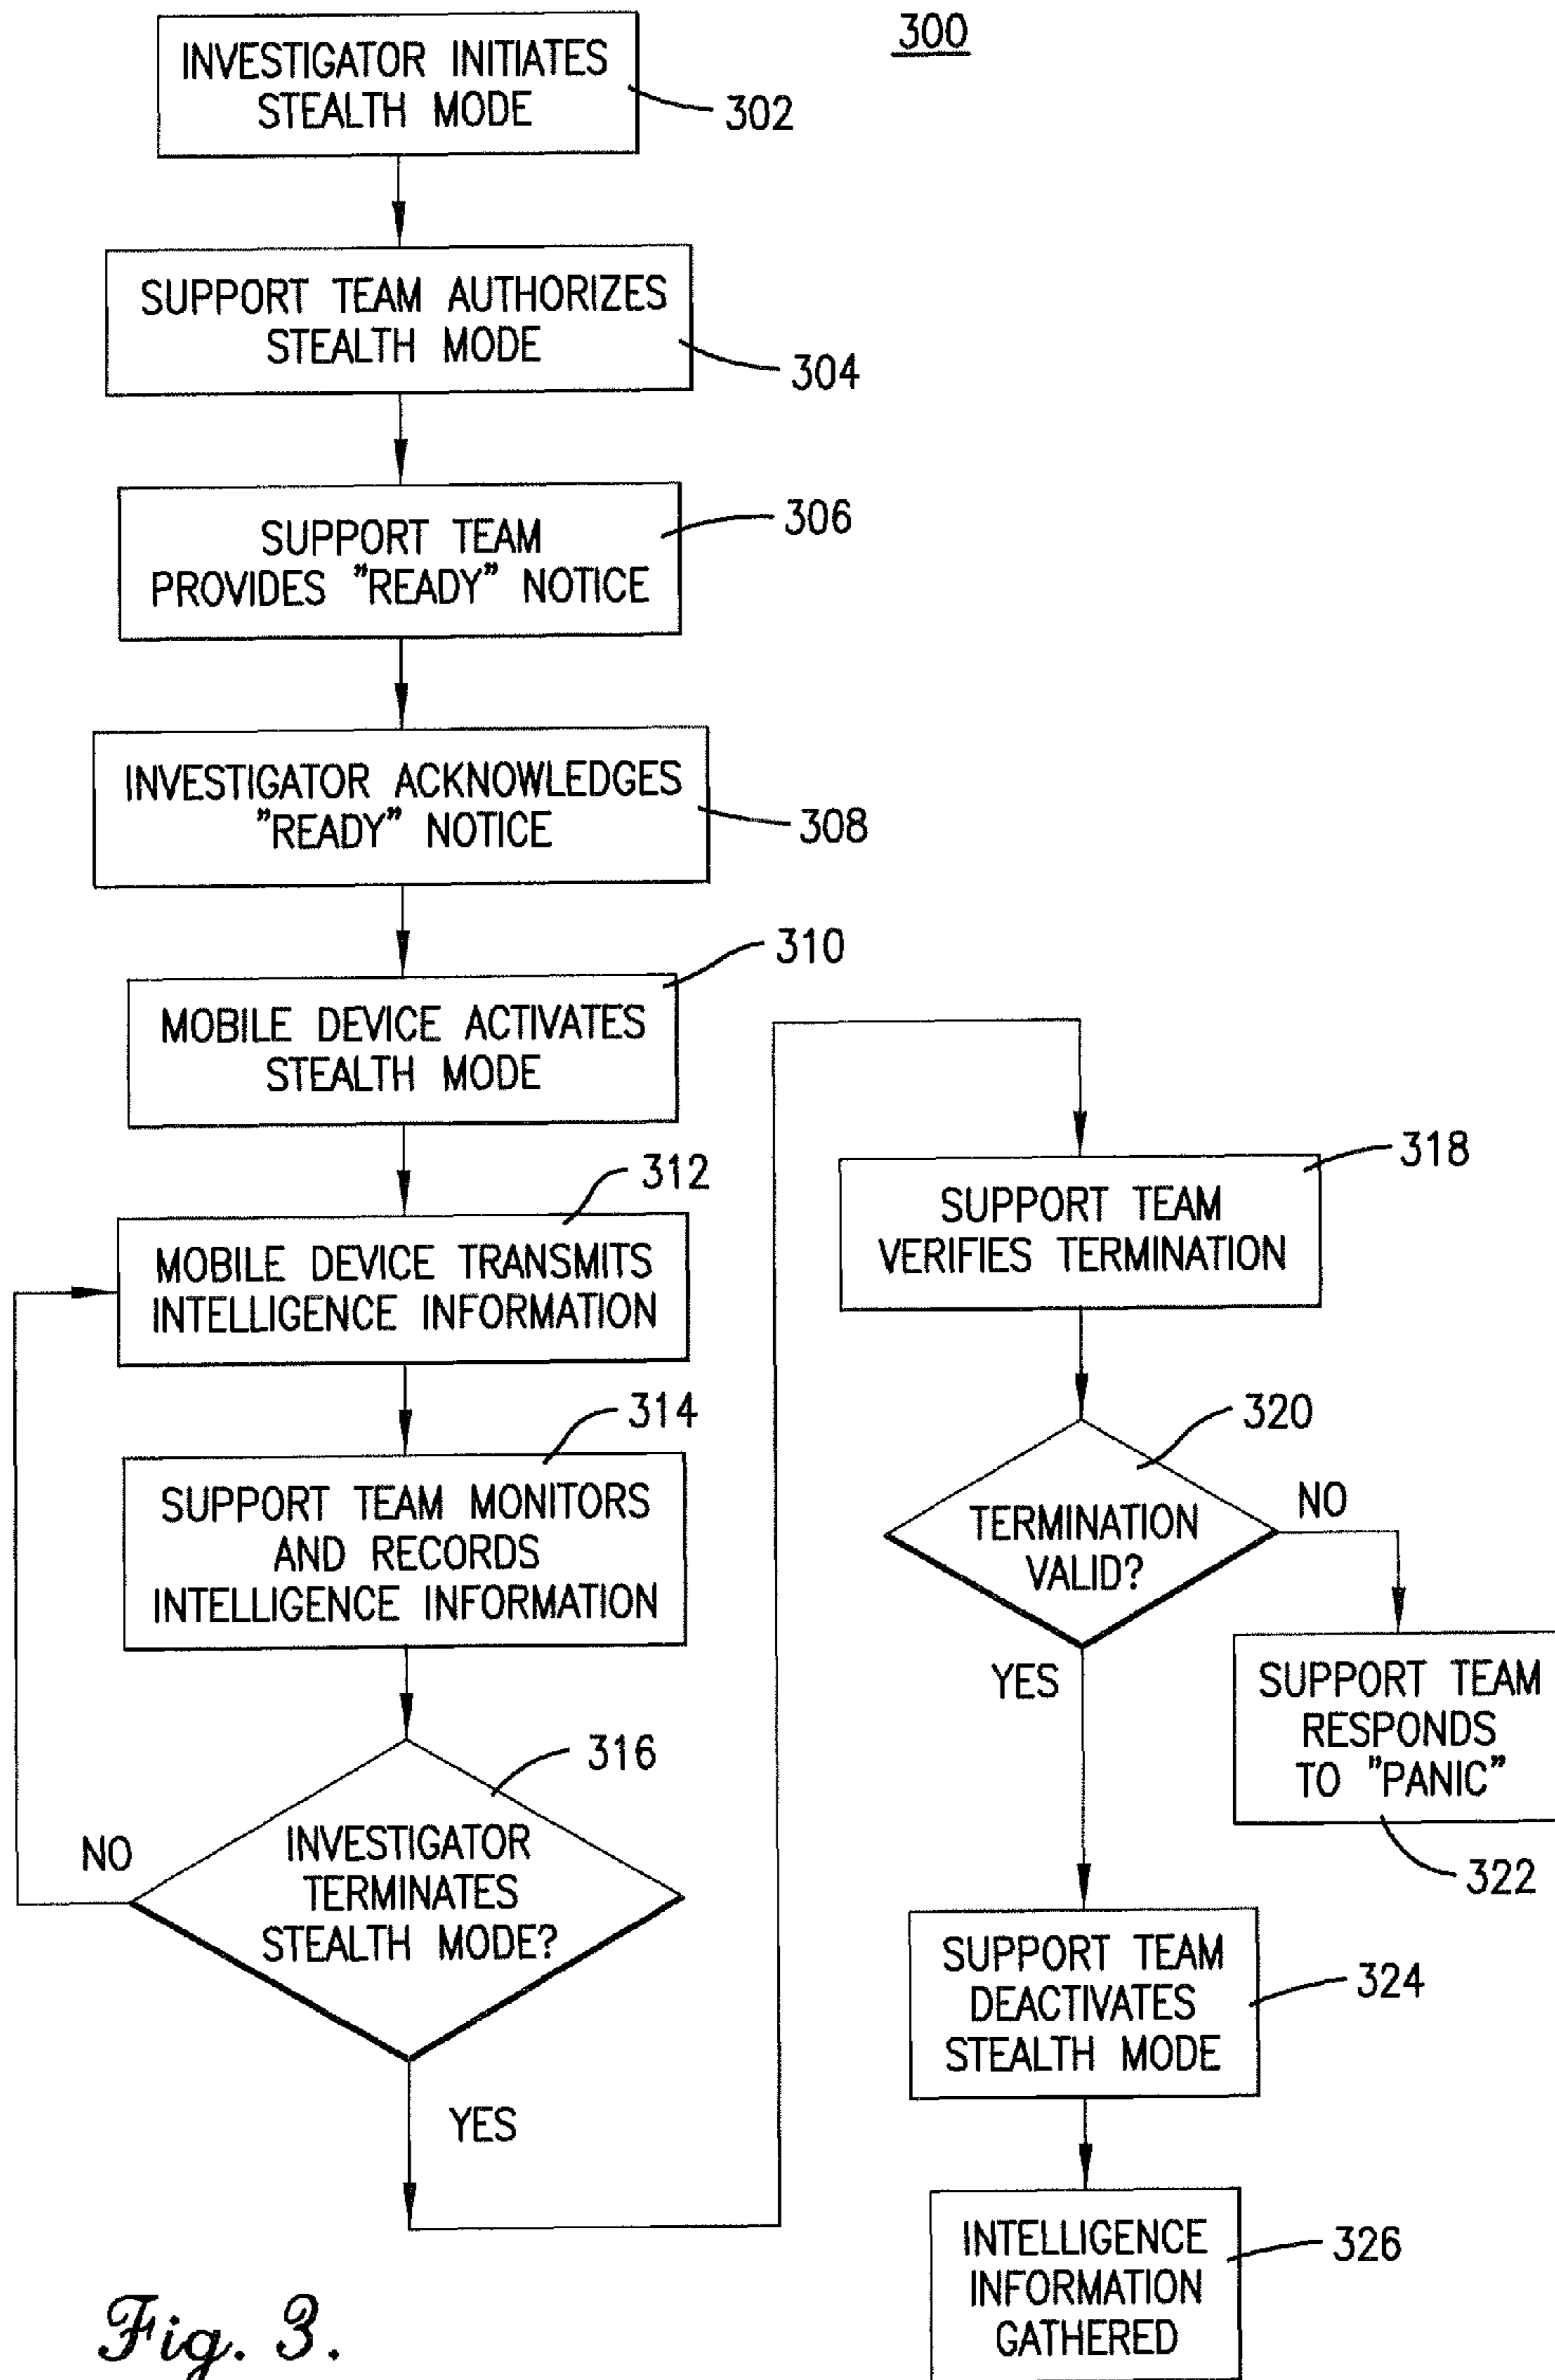 300
INVESTIGATOR INITIATES
STEALTH MODE
302
SUPPORT TEAM AUTHORIZES
STEALTH MODE
304
SUPPORT TEAM
PROVIDES "READY" NOTICE
306
INVESTIGATOR ACKNOWLEDGES
"READY" NOTICE
308
MOBILE DEVICE ACTIVATES
STEALTH MODE
310
MOBILE DEVICE TRANSMITS
INTELLIGENCE INFORMATION
312
SUPPORT TEAM MONITORS
AND RECORDS
INTELLIGENCE INFORMATION
314
INVESTIGATOR
TERMINATES
STEALTH MODE?
316
NO
YES
SUPPORT TEAM
VERIFIES TERMINATION
318
TERMINATION
VALID?
320
NO
YES
SUPPORT TEAM
RESPONDS
TO "PANIC"
322
SUPPORT TEAM
DEACTIVATES
STEALTH MODE
324
INTELLIGENCE
INFORMATION
GATHERED
326
Fig. 3.